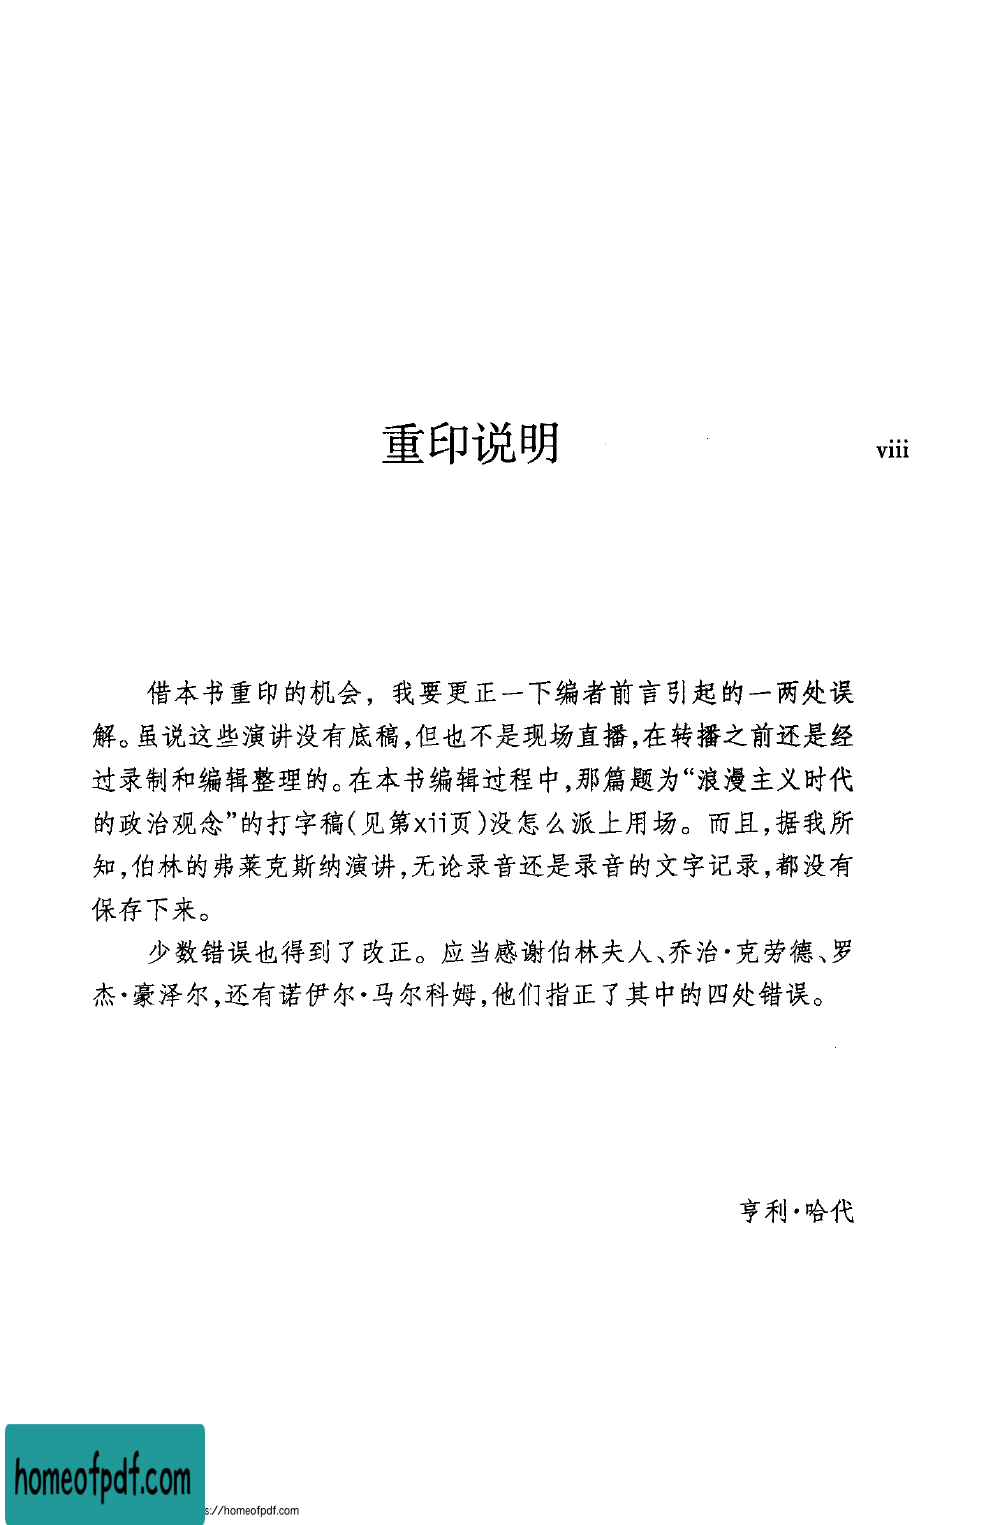 重印说明
viii
借本书重印的机会，我要更正一下编者前言引起的一两处误
解。虽说这些演讲没有底稿，但也不是现场直播，在转播之前还是经
过录制和编辑整理的。在本书编辑过程中，那篇题为“浪漫主义时代
的政治观念”的打字稿（见第xii页）没怎么派上用场。而且，据我所
知，伯林的弗莱克斯纳演讲，无论录音还是录音的文字记录，都没有
保存下来。
少数错误也得到了改正。应当感谢伯林夫人、乔治·克劳德、罗
杰·豪泽尔，还有诺伊尔·马尔科姆，他们指正了其中的四处错误。
亨利·哈代
homeofpdf.com
s://homeofpdf.com